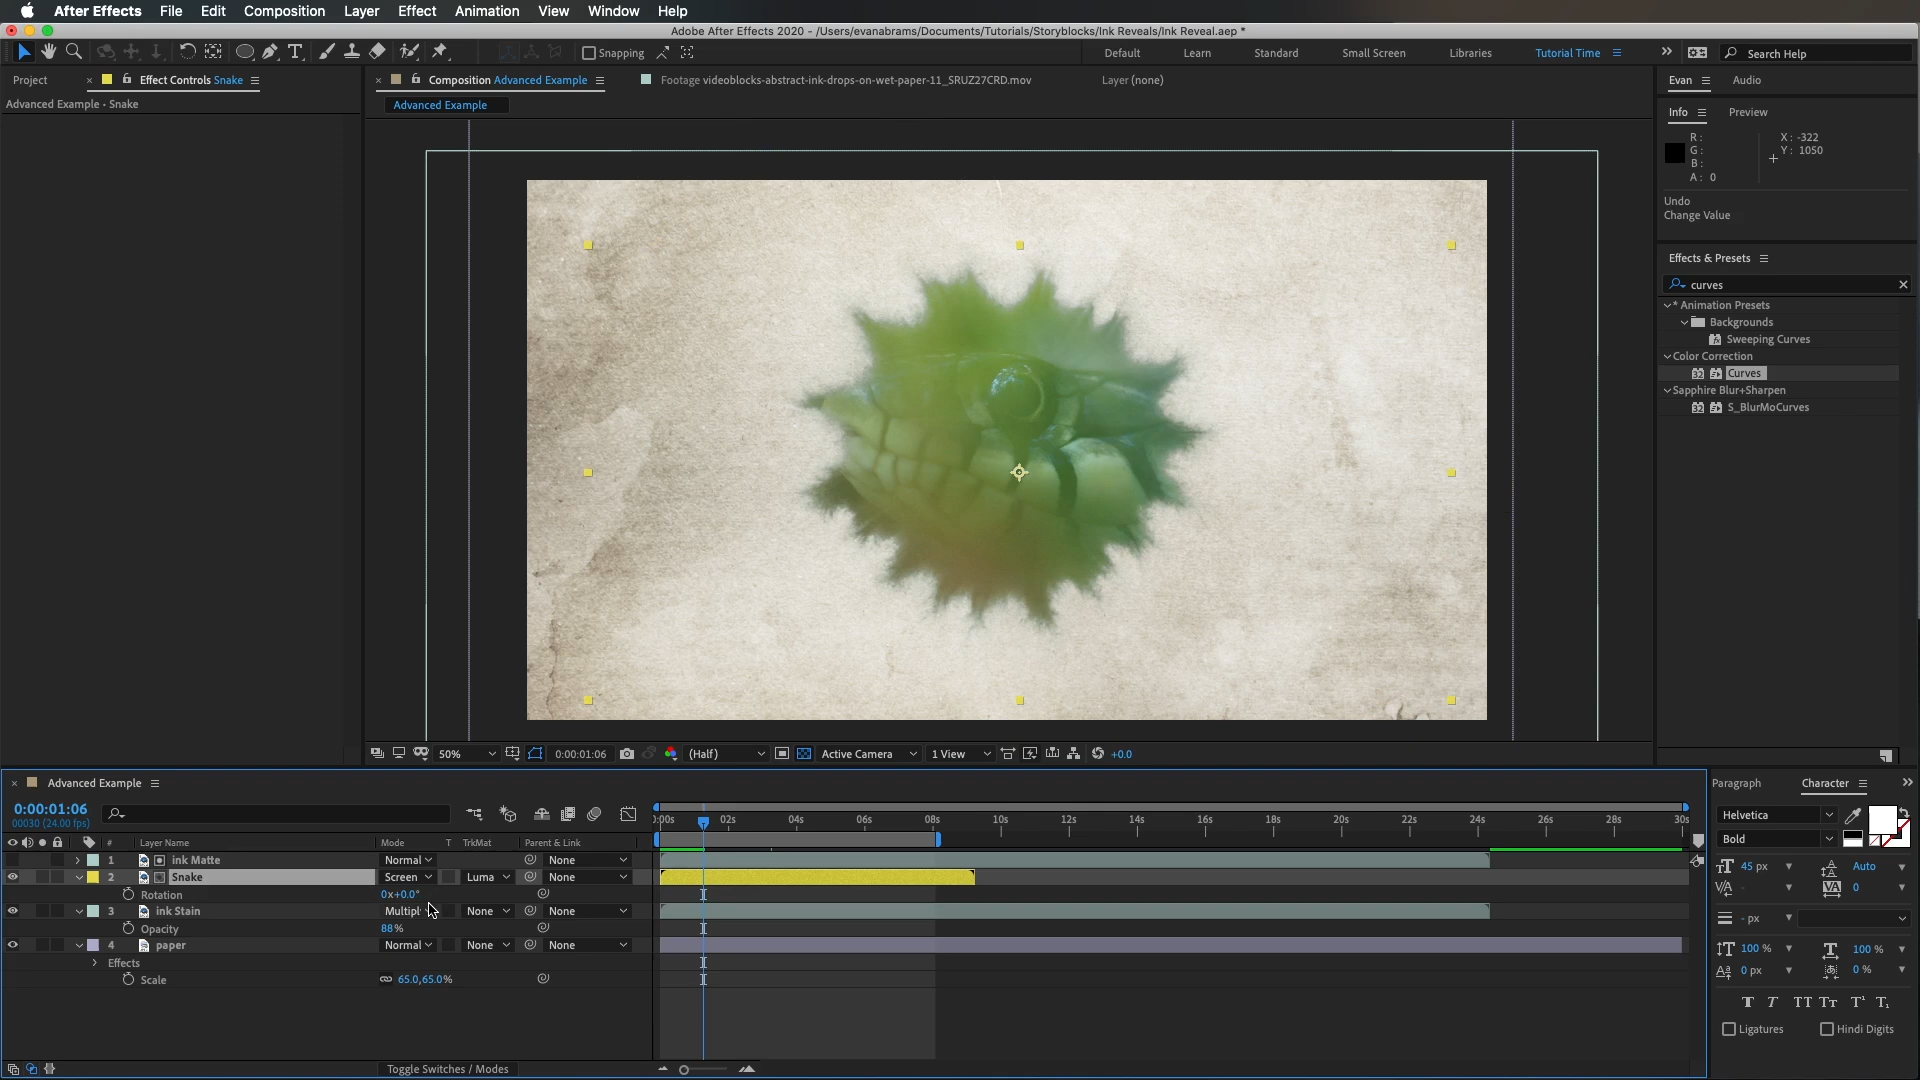 After Effects File Edit Composition Layer Effect Animation View Window Help
Adobe After Effects 2020 - /Users/evanabrams/Documents/Tutorials/Storyblocks/Ink Reveals/Ink Reveal.aep *
Snapping Default Learn Standard Small Screen Libraries Tutorial Time Search Help
Project Effect Controls Snake Composition Advanced Example Footage videoblocks-abstract-ink-drops-on-wet-paper-11_SRUZ27CRD.mov Layer (none) Evan Audio
Advanced Example • Snake
Advanced Example
Info Preview
R :
G :
B :
A : 0
X : -322
Y : 1050
Undo
Change Value
Effects & Presets
curves
* Animation Presets
Backgrounds
Sweeping Curves
Color Correction
Curves
Sapphire Blur+Sharpen
S_BlurMoCurves
50% 0:00:01:06 (Half) Active Camera 1 View +0.0
Advanced Example
0:00:01:06
00030 (24.00 fps)
):00s 02s 04s 06s 08s 10s 12s 14s 16s 18s 20s 22s 24s 26s 28s 30s
# Layer Name Mode T TrkMat Parent & Link
1 ink Matte Normal None
2 Snake Screen Luma None
Rotation 0x+0.0°
3 ink Stain Multipl None None
Opacity 88%
4 paper Normal None None
Effects
Scale 65.0,65.0%
Toggle Switches / Modes
Paragraph Character
Helvetica
Bold
45 px Auto
- 0
- px
100 % 100 %
0 px 0 %
T T TT Tт T¹ T₁
Ligatures Hindi Digits